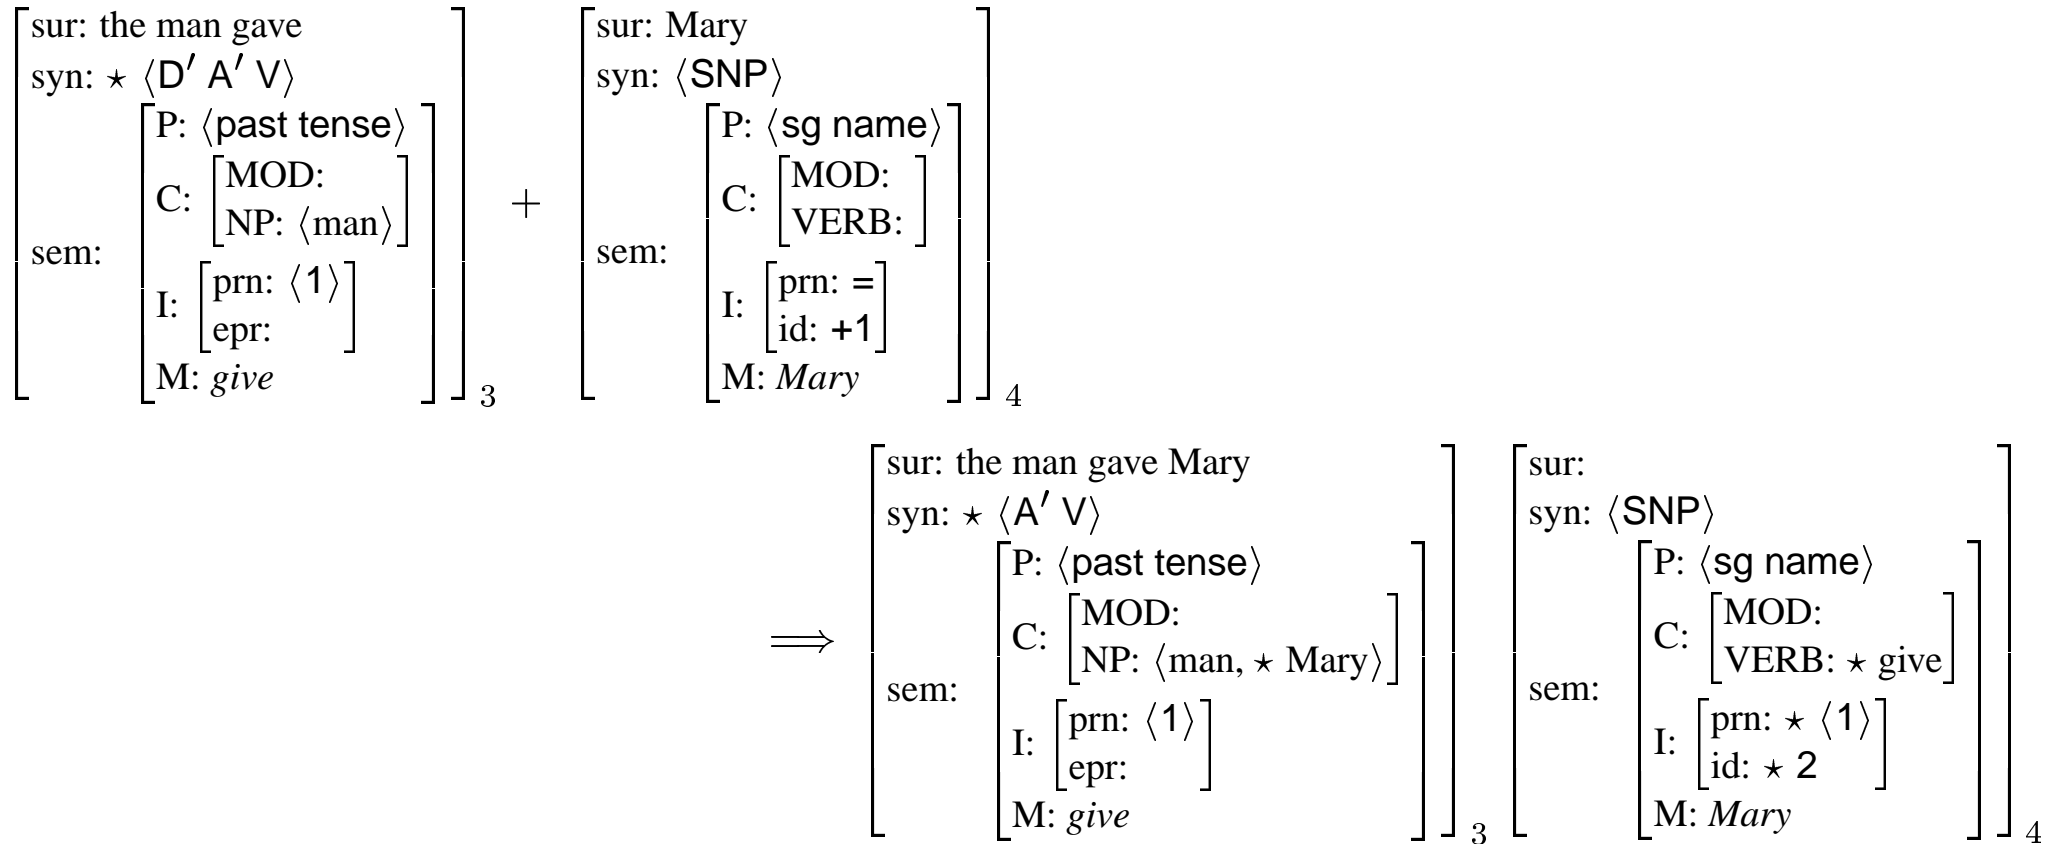 sur: the man gave
syn: ⋆ ⟨D′ A′ V⟩
sem:
P: ⟨past tense⟩
C:
MOD:
NP: ⟨man⟩
I:
prn: ⟨1⟩
epr:
M: give
3
+
sur: Mary
syn: ⟨SNP⟩
sem:
P: ⟨sg name⟩
C:
MOD:
VERB:
I:
prn: =
id: +1
M: Mary
4
⟹
sur: the man gave Mary
syn: ⋆ ⟨A′ V⟩
sem:
P: ⟨past tense⟩
C:
MOD:
NP: ⟨man, ⋆ Mary⟩
I:
prn: ⟨1⟩
epr:
M: give
3
sur:
syn: ⟨SNP⟩
sem:
P: ⟨sg name⟩
C:
MOD:
VERB: ⋆ give
I:
prn: ⋆ ⟨1⟩
id: ⋆ 2
M: Mary
4